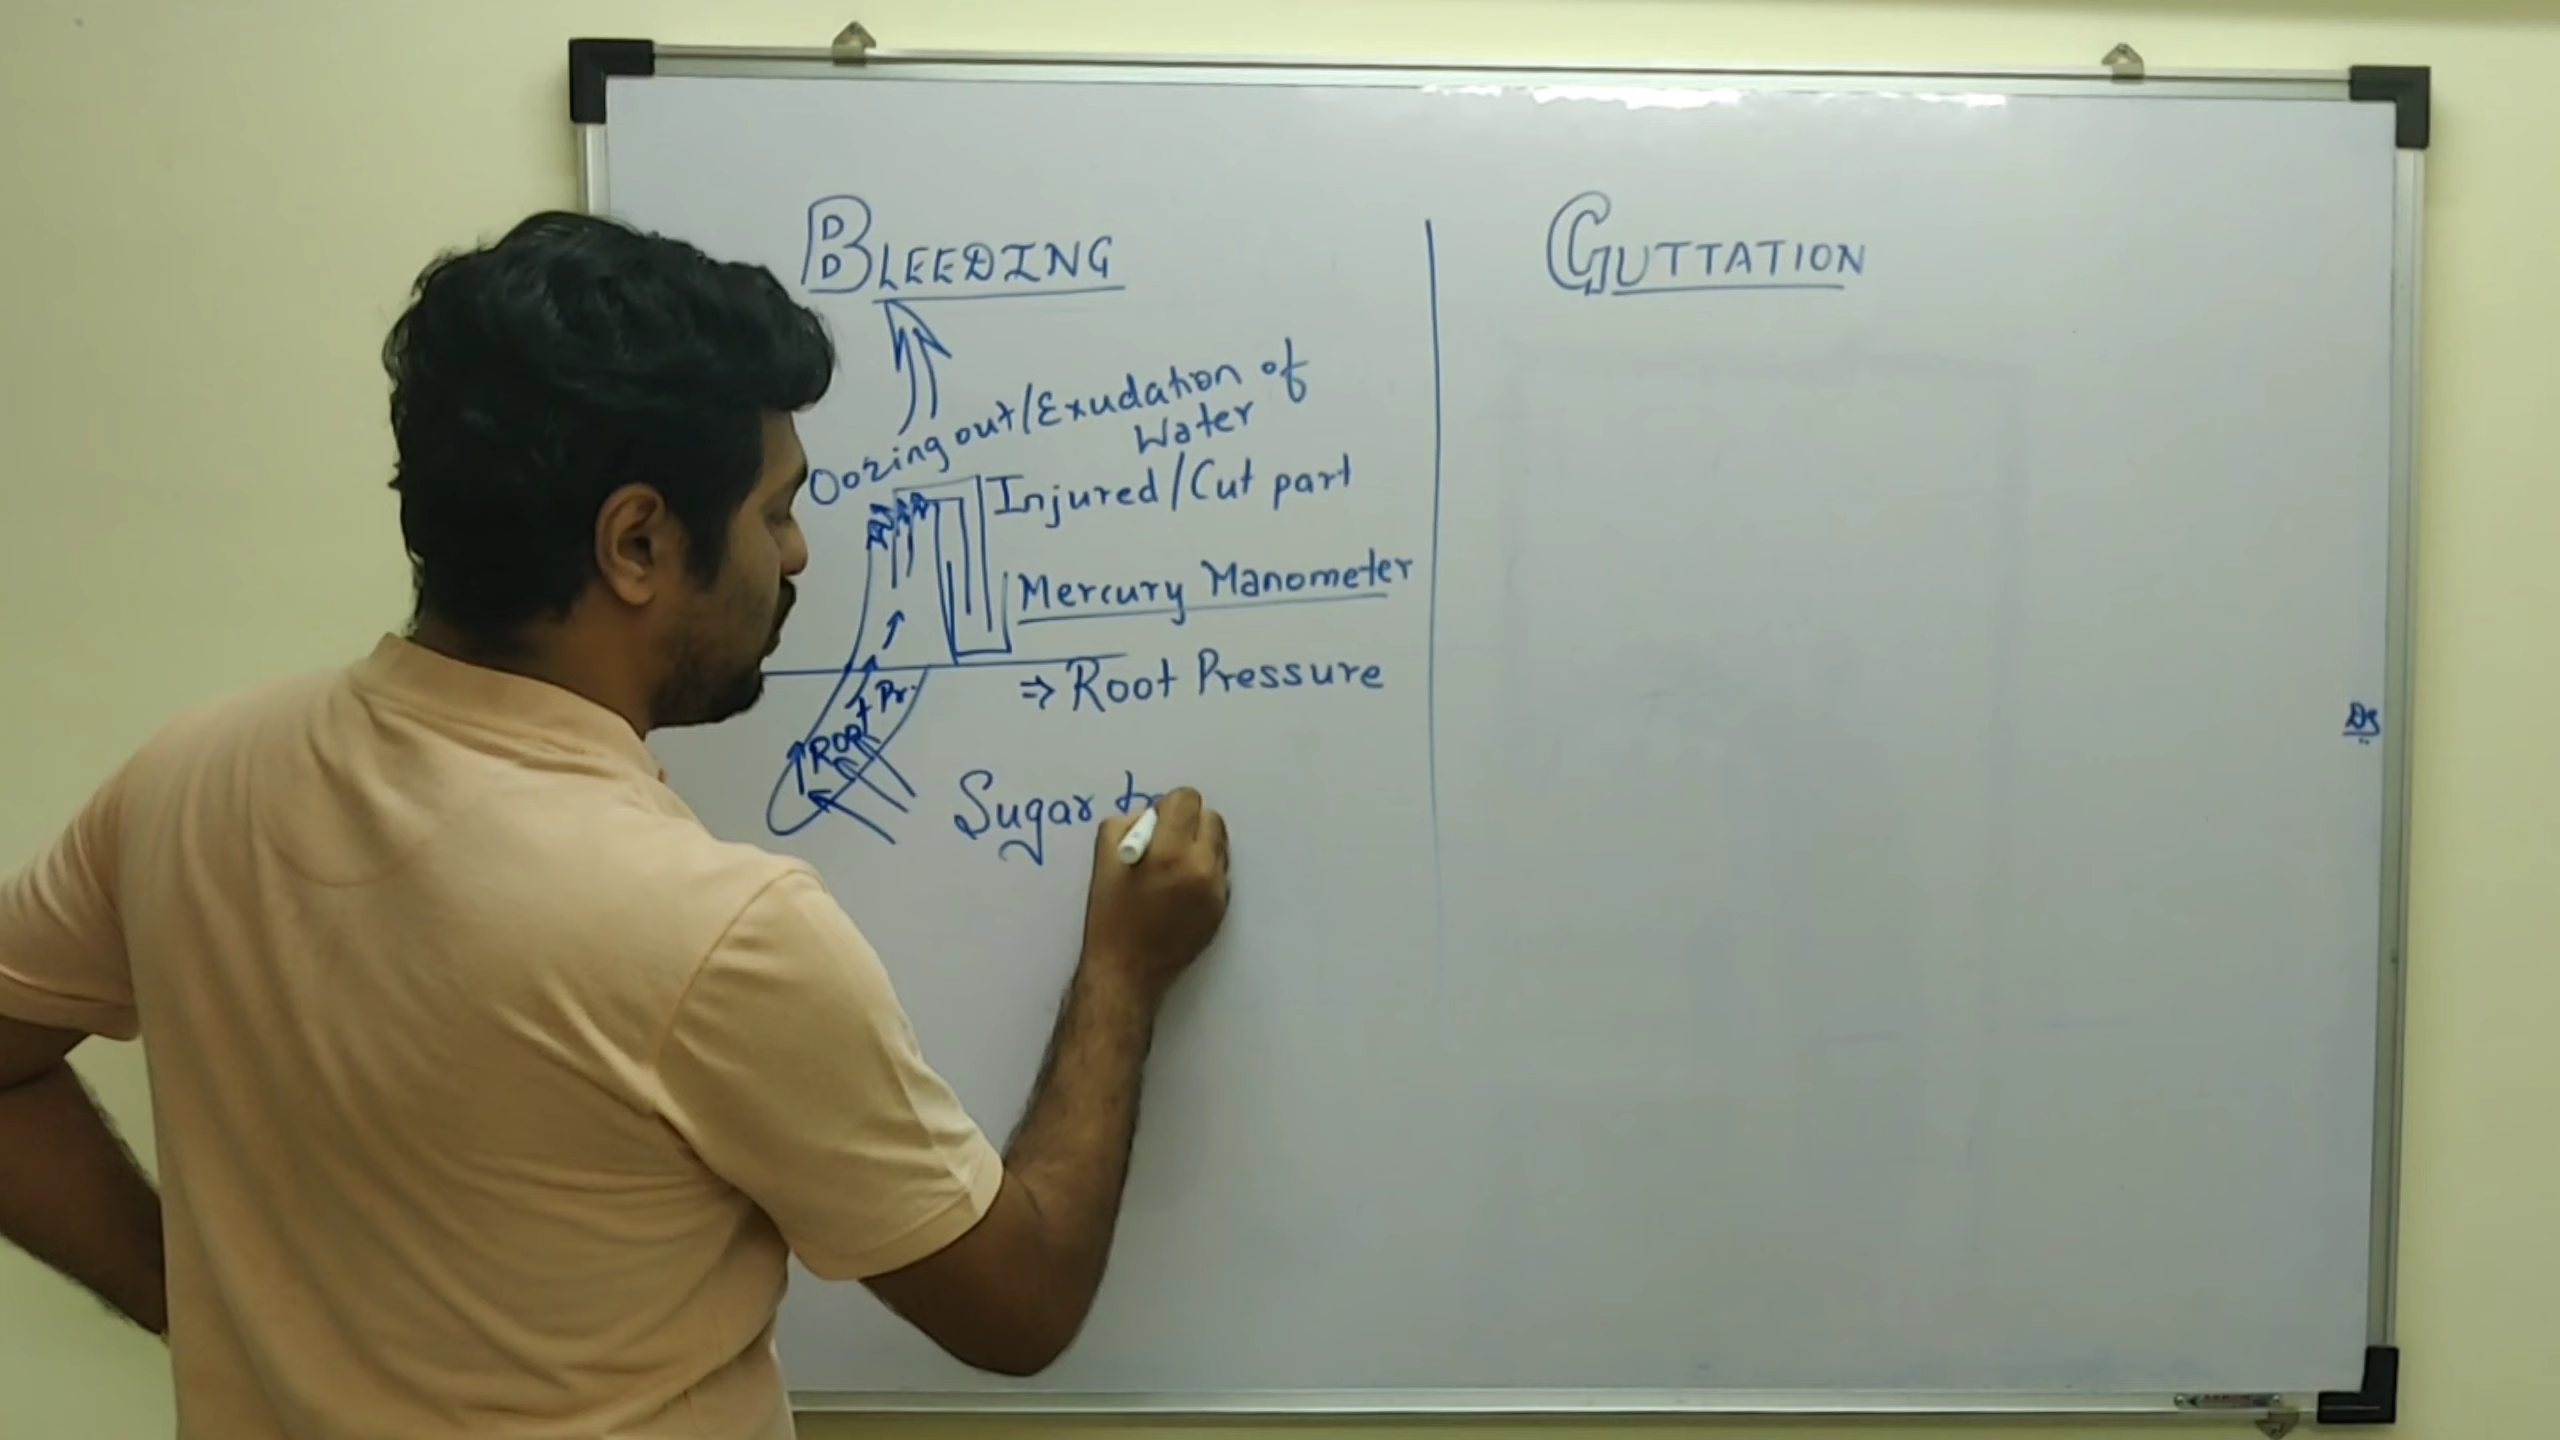 BLEEDING
Oozing out/Exudation of
Water
Injured/Cut part
Mercury Manometer
⇒ Root Pressure
Root Pr.
Sugar
GUTTATION